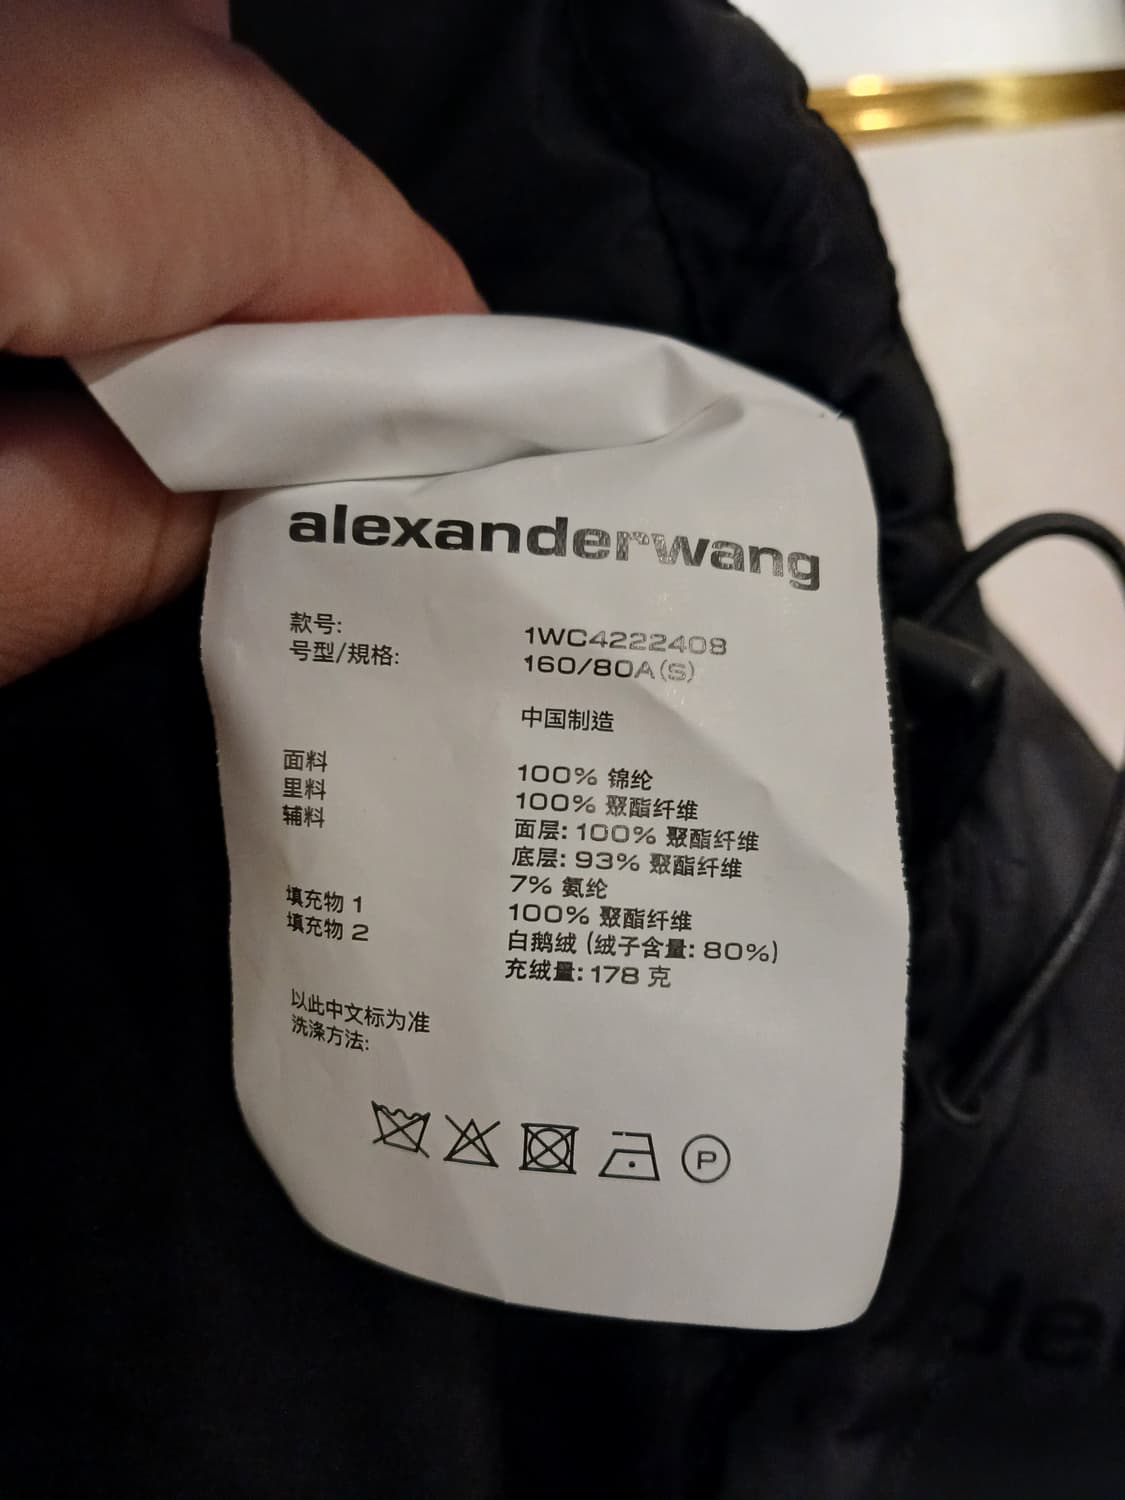 alexanderwang
款号: 1WC4222408
号型/规格: 160/80A(S)
中国制造
面料 100% 锦纶
里料 100% 聚酯纤维
辅料 面层: 100% 聚酯纤维
底层: 93% 聚酯纤维
7% 氨纶
填充物 1 100% 聚酯纤维
填充物 2 白鹅绒 (绒子含量: 80%)
充绒量: 178 克
以此中文标为准
洗涤方法:
P